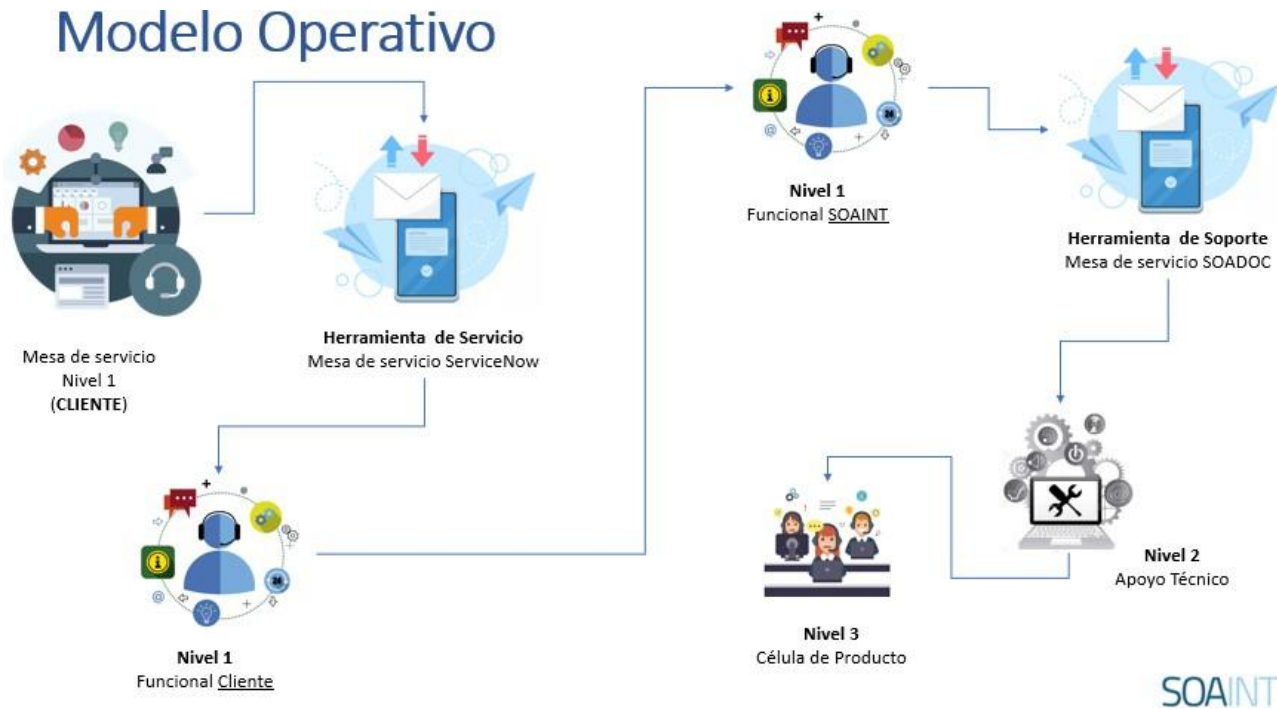 Modelo Operativo
Mesa de servicio
Nivel 1
(CLIENTE)
Herramienta de Servicio
Mesa de servicio ServiceNow
Nivel 1
Funcional Cliente
Nivel 1
Funcional SOAINT
Herramienta de Soporte
Mesa de servicio SOADOC
Nivel 2
Apoyo Técnico
Nivel 3
Célula de Producto
SOAINT